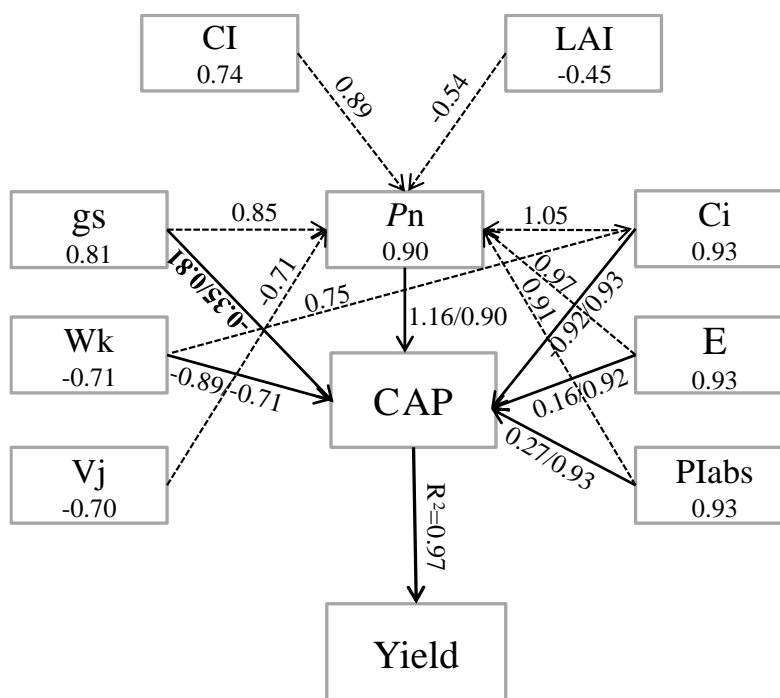 CI
0.74
LAI
-0.45
0.89
-0.54
gs
0.81
0.85
Pn
0.90
1.05
Ci
0.93
-0.35/0.81
-0.71
0.75
0.97
0.91
-0.92/0.93
1.16/0.90
Wk
-0.71
-0.89/-0.71
CAP
0.16/0.92
E
0.93
Vj
-0.70
0.27/0.93
PIabs
0.93
R²=0.97
Yield